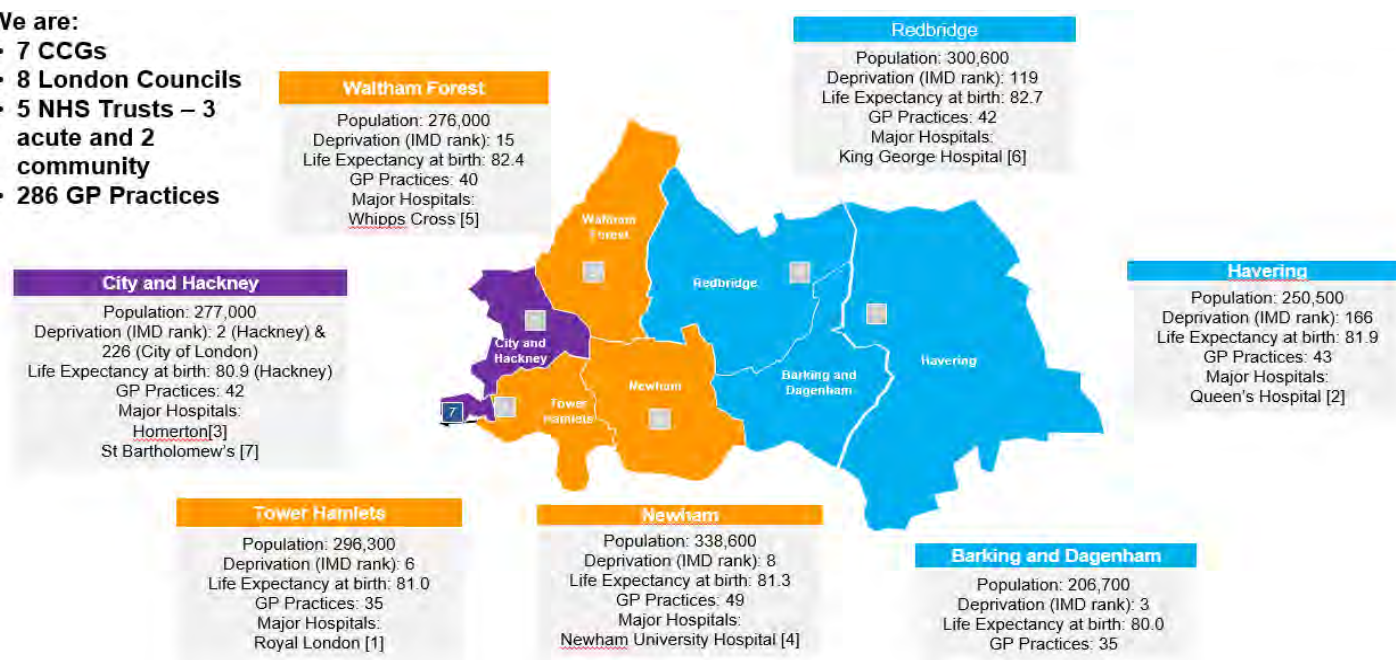 We are:
• 7 CCGs
• 8 London Councils
• 5 NHS Trusts – 3
acute and 2
community
• 286 GP Practices
Waltham Forest
Population: 276,000
Deprivation (IMD rank): 15
Life Expectancy at birth: 82.4
GP Practices: 40
Major Hospitals:
Whipps Cross [5]
Redbridge
Population: 300,600
Deprivation (IMD rank): 119
Life Expectancy at birth: 82.7
GP Practices: 42
Major Hospitals:
King George Hospital [6]
City and Hackney
Population: 277,000
Deprivation (IMD rank): 2 (Hackney) &
226 (City of London)
Life Expectancy at birth: 80.9 (Hackney)
GP Practices: 42
Major Hospitals:
Homerton[3]
St Bartholomew's [7]
Waltham
Forest
Redbridge
City and
Hackney
Newham
Tower
Hamlets
Barking and
Dagenham
Havering
7
Havering
Population: 250,500
Deprivation (IMD rank): 166
Life Expectancy at birth: 81.9
GP Practices: 43
Major Hospitals:
Queen's Hospital [2]
Tower Hamlets
Population: 296,300
Deprivation (IMD rank): 6
Life Expectancy at birth: 81.0
GP Practices: 35
Major Hospitals:
Royal London [1]
Newham
Population: 338,600
Deprivation (IMD rank): 8
Life Expectancy at birth: 81.3
GP Practices: 49
Major Hospitals:
Newham University Hospital [4]
Barking and Dagenham
Population: 206,700
Deprivation (IMD rank): 3
Life Expectancy at birth: 80.0
GP Practices: 35